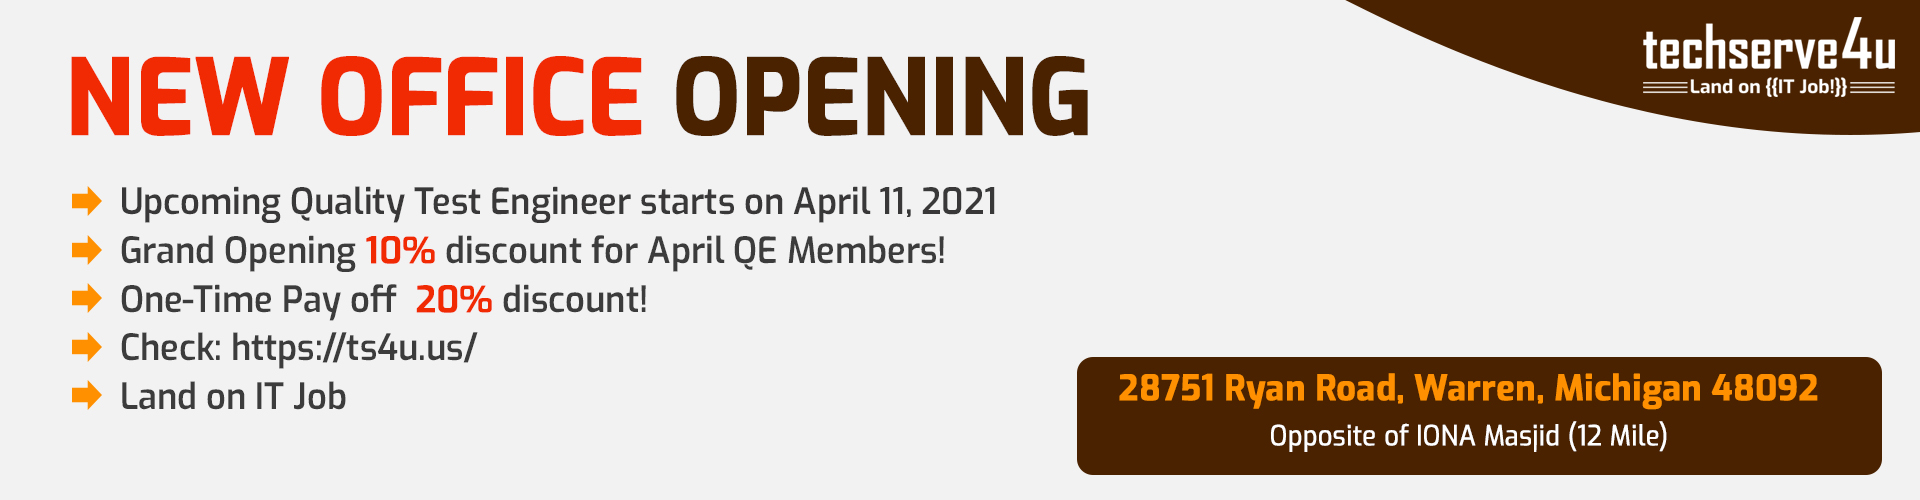 NEW OFFICE OPENING
techserve4u
Land on {{IT Job!}}
Upcoming Quality Test Engineer starts on April 11, 2021
Grand Opening 10% discount for April QE Members!
One-Time Pay off 20% discount!
Check: https://ts4u.us/
Land on IT Job
28751 Ryan Road, Warren, Michigan 48092
Opposite of IONA Masjid (12 Mile)